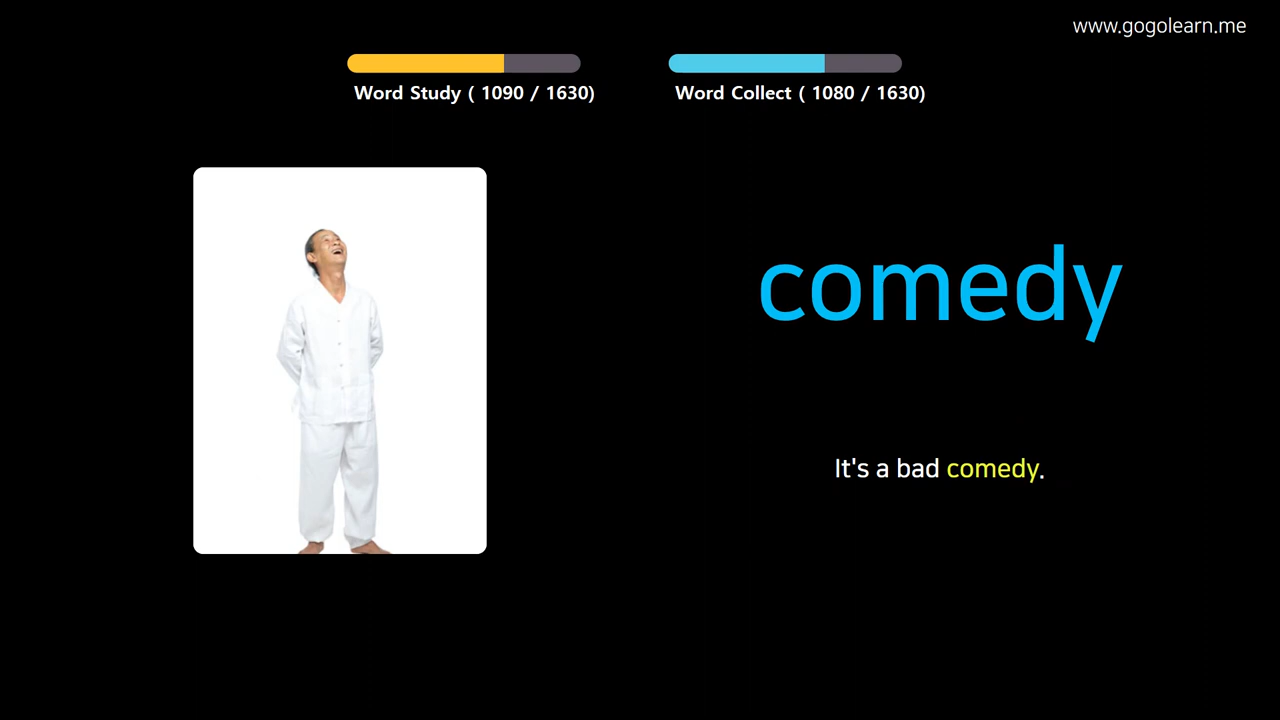 www.gogolearn.me
Word Study ( 1090 / 1630)
Word Collect ( 1080 / 1630)
comedy
It's a bad comedy.